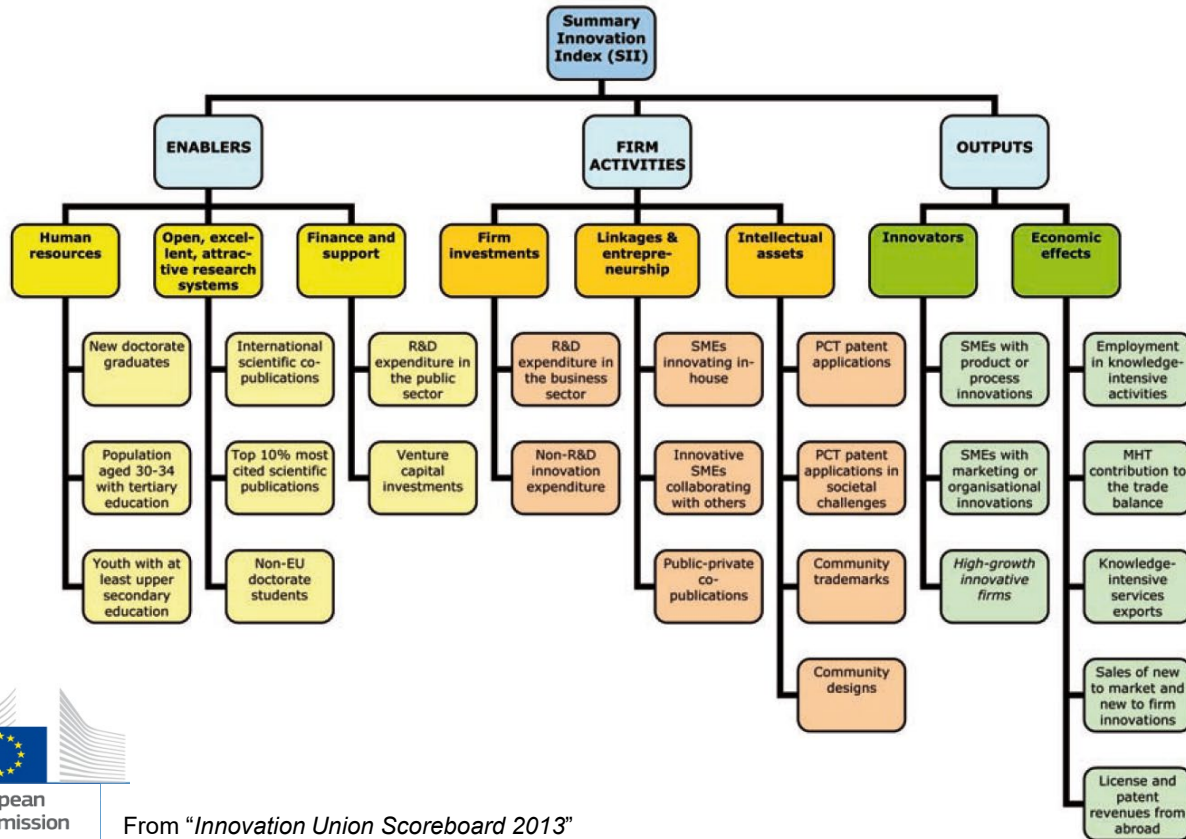 Summary
Innovation
Index (SII)
ENABLERS
FIRM
ACTIVITIES
OUTPUTS
Human
resources
Open, excel-
lent, attrac-
tive research
systems
Finance and
support
Firm
investments
Linkages &
entrepre-
neurship
Intellectual
assets
Innovators
Economic
effects
New doctorate
graduates
International
scientific co-
publications
R&D
expenditure in
the public
sector
R&D
expenditure in
the business
sector
SMEs
innovating in-
house
PCT patent
applications
SMEs with
product or
process
innovations
Employment
in knowledge-
intensive
activities
Population
aged 30-34
with tertiary
education
Top 10% most
cited scientific
publications
Venture
capital
investments
Non-R&D
innovation
expenditure
Innovative
SMEs
collaborating
with others
PCT patent
applications in
societal
challenges
SMEs with
marketing or
organisational
innovations
MHT
contribution to
the trade
balance
Youth with at
least upper
secondary
education
Non-EU
doctorate
students
Public-private
co-
publications
Community
trademarks
High-growth
innovative
firms
Knowledge-
intensive
services
exports
Community
designs
Sales of new
to market and
new to firm
innovations
License and
patent
revenues from
abroad
pean
mission
From “Innovation Union Scoreboard 2013”